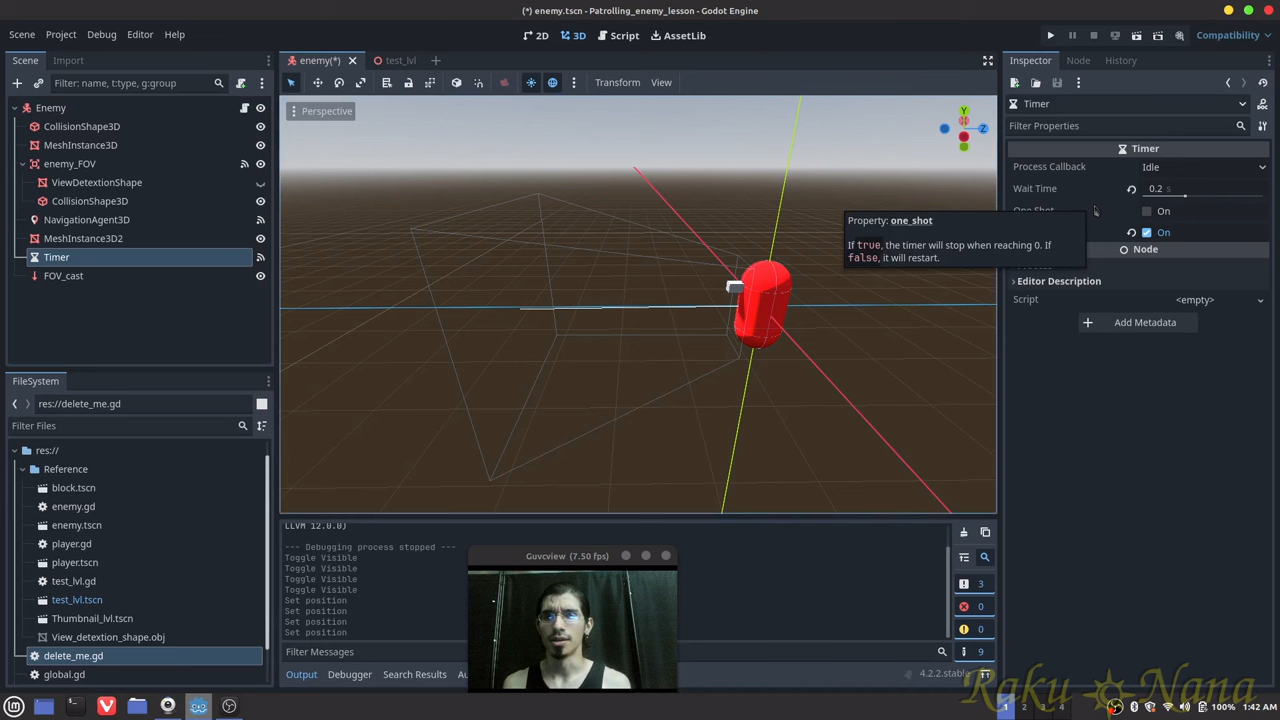 (*) enemy.tscn - Patrolling_enemy_lesson - Godot Engine
Scene Project Debug Editor Help
2D 3D Script AssetLib
Compatibility
Scene Import
enemy(*) test_lvl
Inspector Node History
Filter: name, t:type, g:group
Transform View
Enemy
CollisionShape3D
MeshInstance3D
enemy_FOV
ViewDetextionShape
CollisionShape3D
NavigationAgent3D
MeshInstance3D2
Timer
FOV_cast
Perspective
Y
Z
Timer
Filter Properties
Timer
Process Callback Idle
Wait Time 0.2 s
One Shot On
On
Node
Editor Description
Script <empty>
Add Metadata
Property: one_shot
If true, the timer will stop when reaching 0. If
false, it will restart.
FileSystem
res://delete_me.gd
Filter Files
res://
Reference
block.tscn
enemy.gd
enemy.tscn
player.gd
player.tscn
test_lvl.gd
test_lvl.tscn
Thumbnail_lvl.tscn
View_detextion_shape.obj
delete_me.gd
global.gd
LLVM 12.0.0)
--- Debugging process stopped ---
Toggle Visible
Toggle Visible
Toggle Visible
Toggle Visible
Set position
Set position
Set position
Set position
Guvcview (7.50 fps)
3
0
0
9
Filter Messages
Output Debugger Search Results
4.2.2.stable
Raku Nana
1 2 3 4
100% 1:42 AM